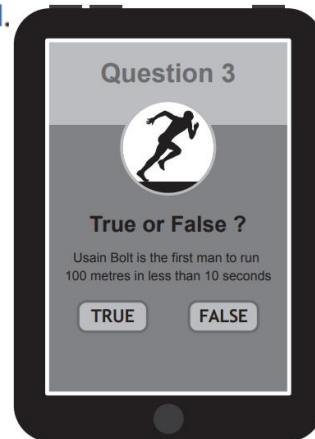 Question 3
True or False ?
Usain Bolt is the first man to run
100 metres in less than 10 seconds
TRUE FALSE